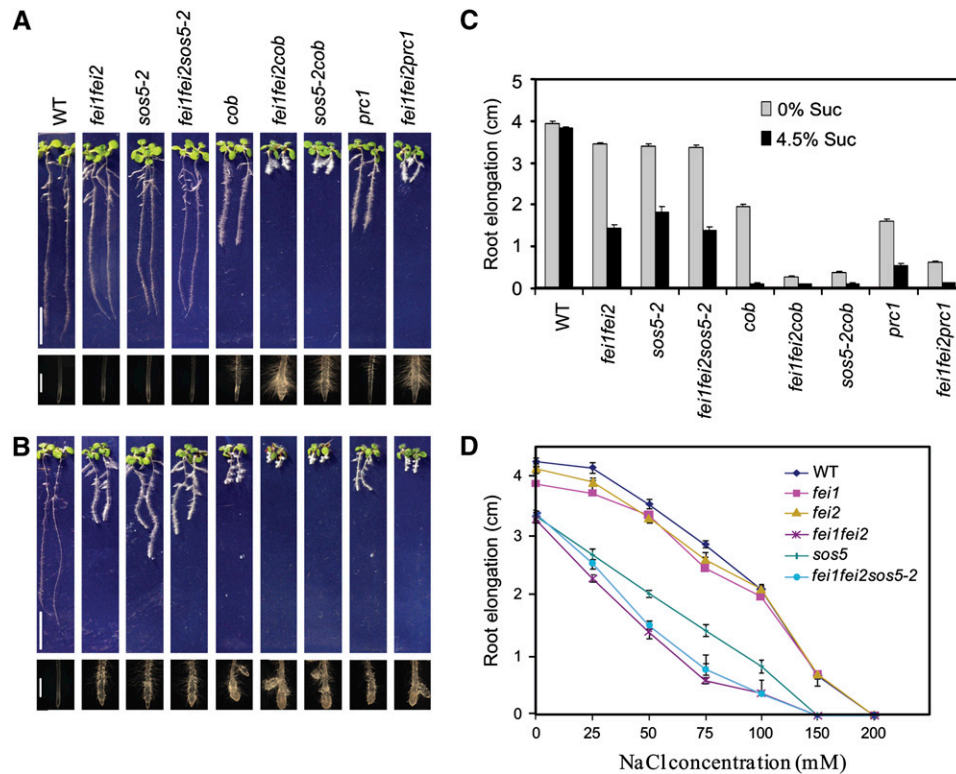 A
WT
fei1fei2
sos5-2
fei1fei2sos5-2
cob
fei1fei2cob
sos5-2cob
prc1
fei1fei2prc1
B
C
Root elongation (cm)
5
4
3
2
1
0
0% Suc
4.5% Suc
WT
fei1fei2
sos5-2
fei1fei2sos5-2
cob
fei1fei2cob
sos5-2cob
prc1
fei1fei2prc1
D
Root elongation (cm)
4
3
2
1
0
WT
fei1
fei2
fei1fei2
sos5
fei1fei2sos5-2
0 25 50 75 100 150 200
NaCl concentration (mM)